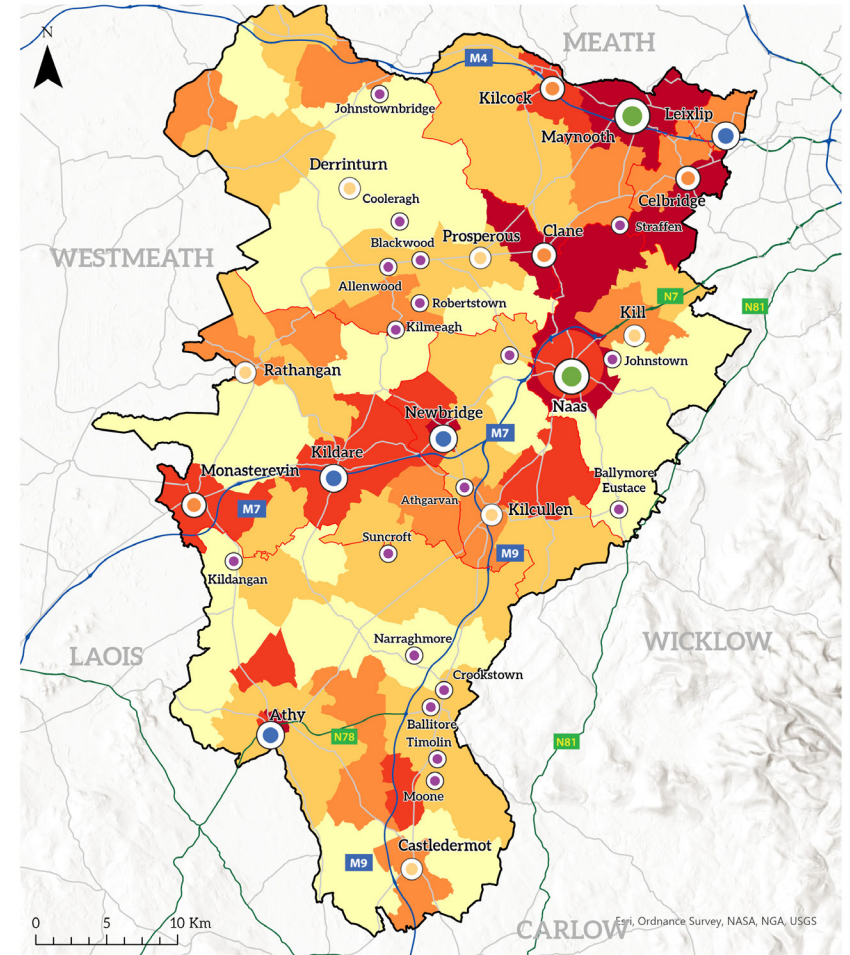 N
MEATH
M4
Kilcock
Leixlip
Johnstownbridge
Maynooth
Derrinturn
Celbridge
Cooleragh
Straffen
Clane
Prosperous
Blackwood
WESTMEATH
Allenwood
N7
N81
Robertstown
Kill
Kilmeagh
Johnstown
Rathangan
Naas
Newbridge
M7
Kildare
Monasterevin
Ballymore
Eustace
Athgarvan
M7
Kilcullen
Suncroft
M9
Kildangan
Narraghmore
WICKLOW
LAOIS
Crookstown
Athy
Ballitore
N78
Timolin
N81
Moone
Castledermot
M9
0 5 10 Km
CARLOW
Esri, Ordnance Survey, NASA, NGA, USGS